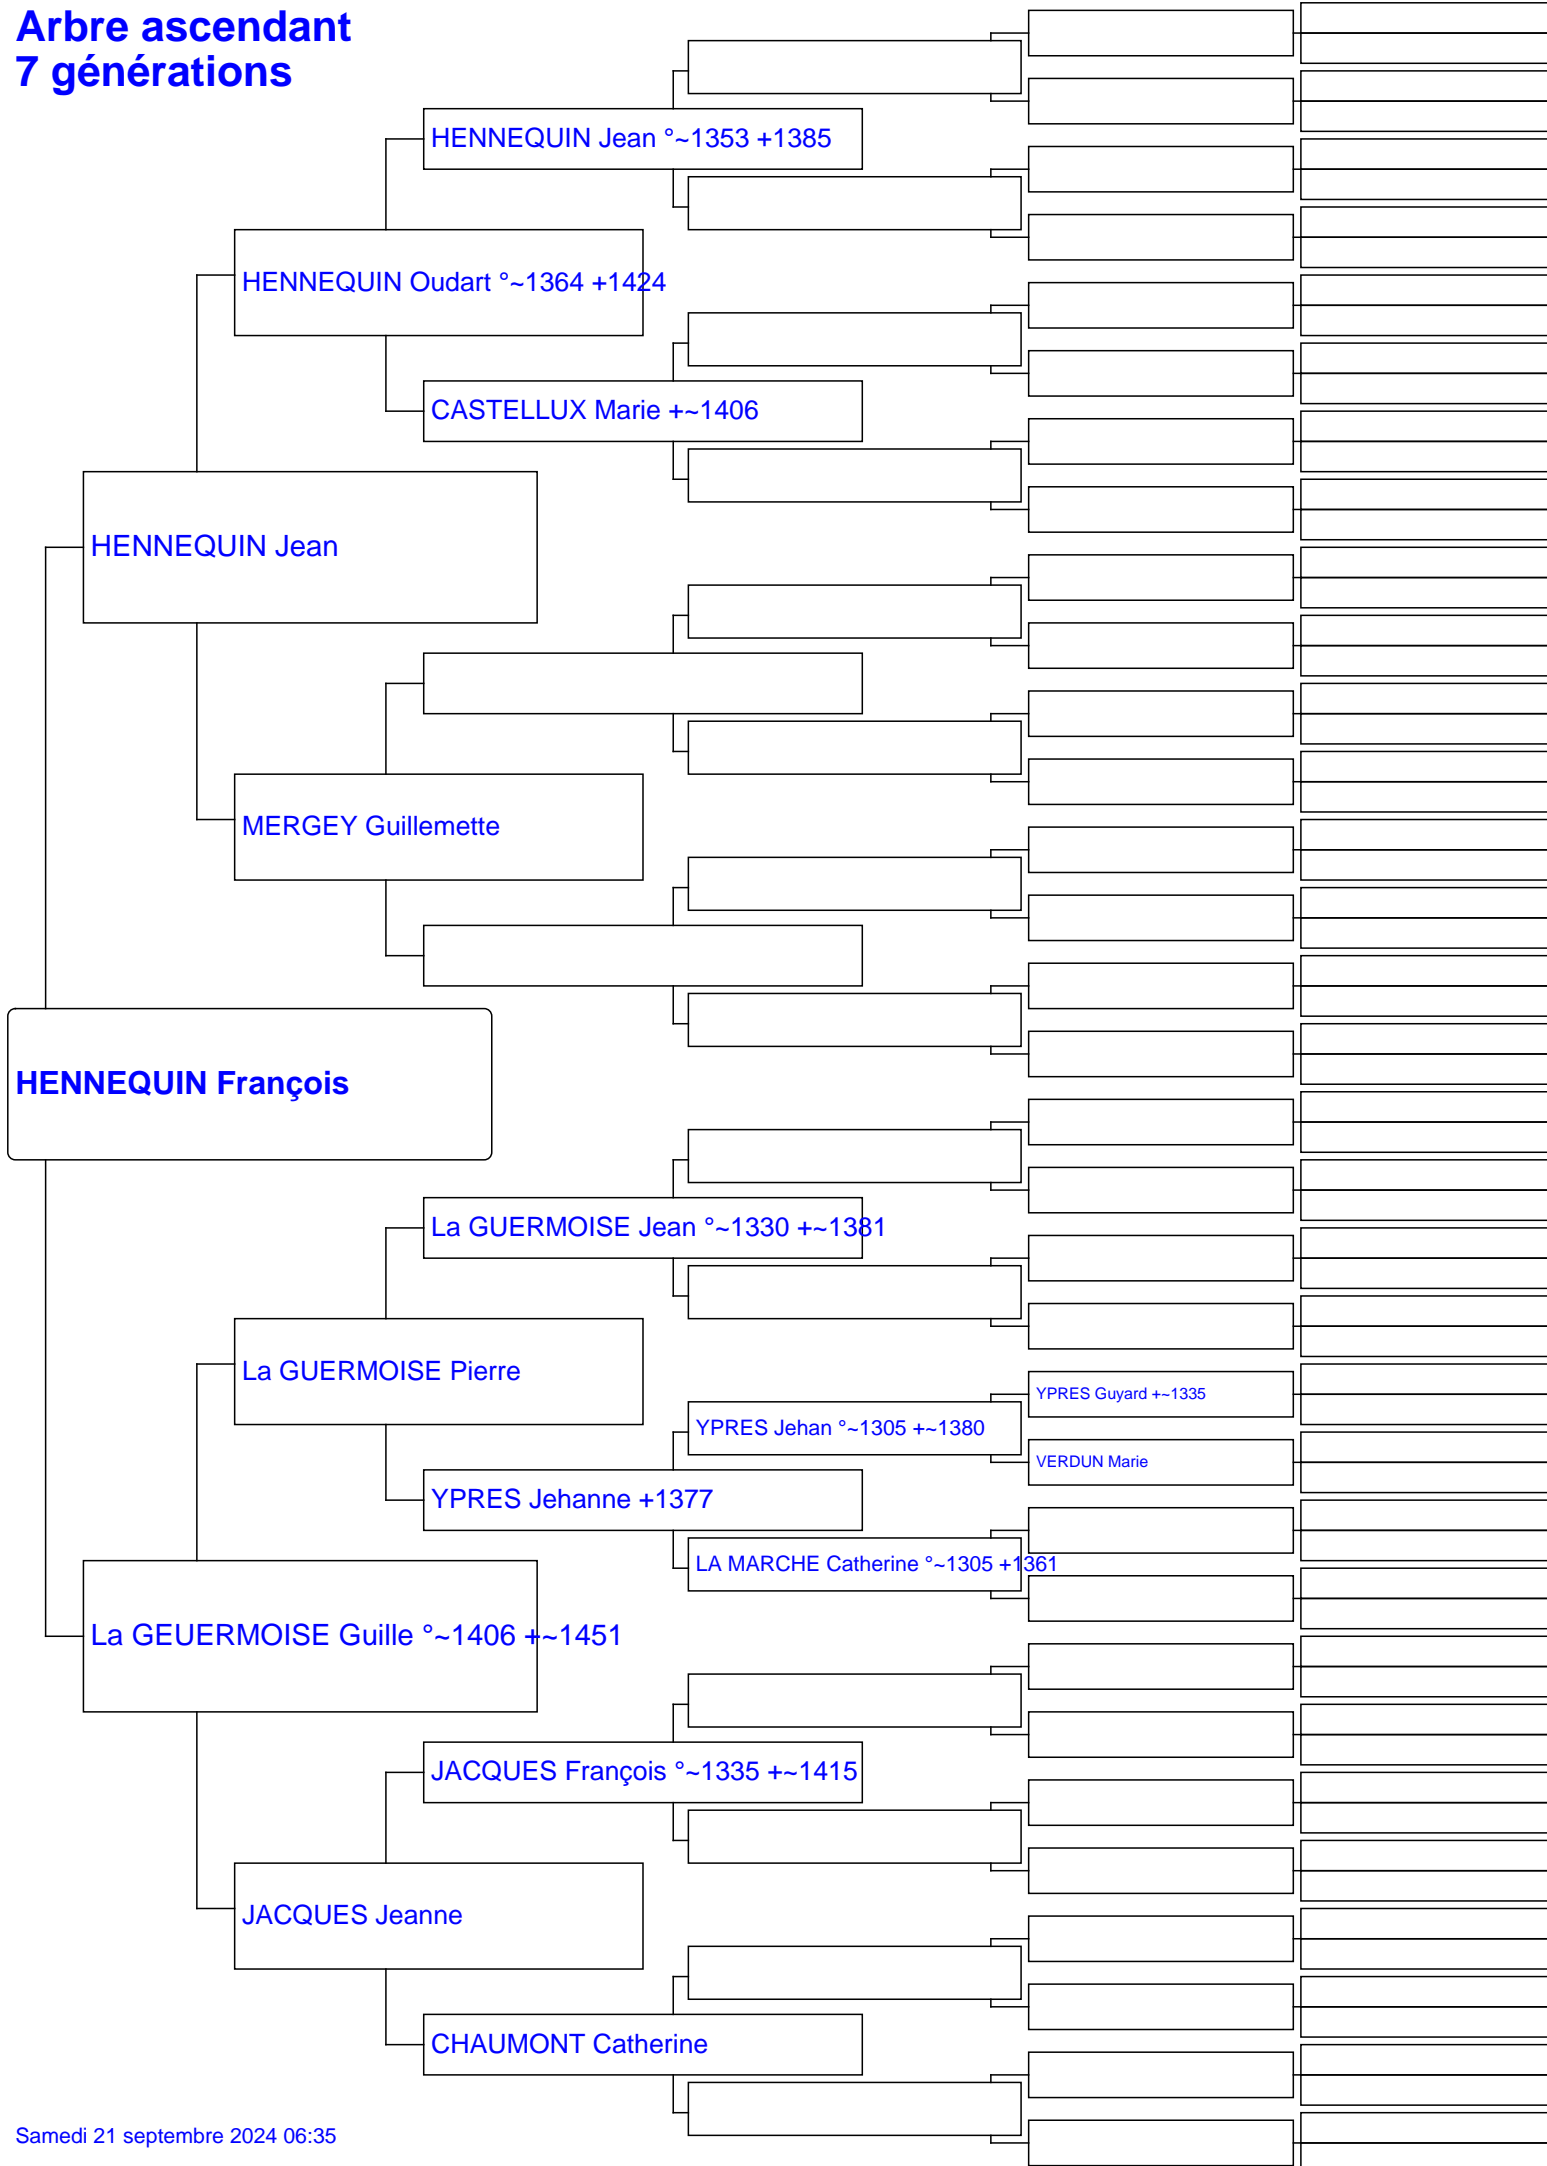 Arbre ascendant
7 générations
HENNEQUIN Jean °~1353 +1385
HENNEQUIN Oudart °~1364 +1424
CASTELLUX Marie +~1406
HENNEQUIN Jean
MERGEY Guillemette
HENNEQUIN François
La GUERMOISE Jean °~1330 +~1381
La GUERMOISE Pierre
YPRES Guyard +~1335
YPRES Jehan °~1305 +~1380
VERDUN Marie
YPRES Jehanne +1377
LA MARCHE Catherine °~1305 +1361
La GEUERMOISE Guille °~1406 +~1451
JACQUES François °~1335 +~1415
JACQUES Jeanne
CHAUMONT Catherine
Samedi 21 septembre 2024 06:35